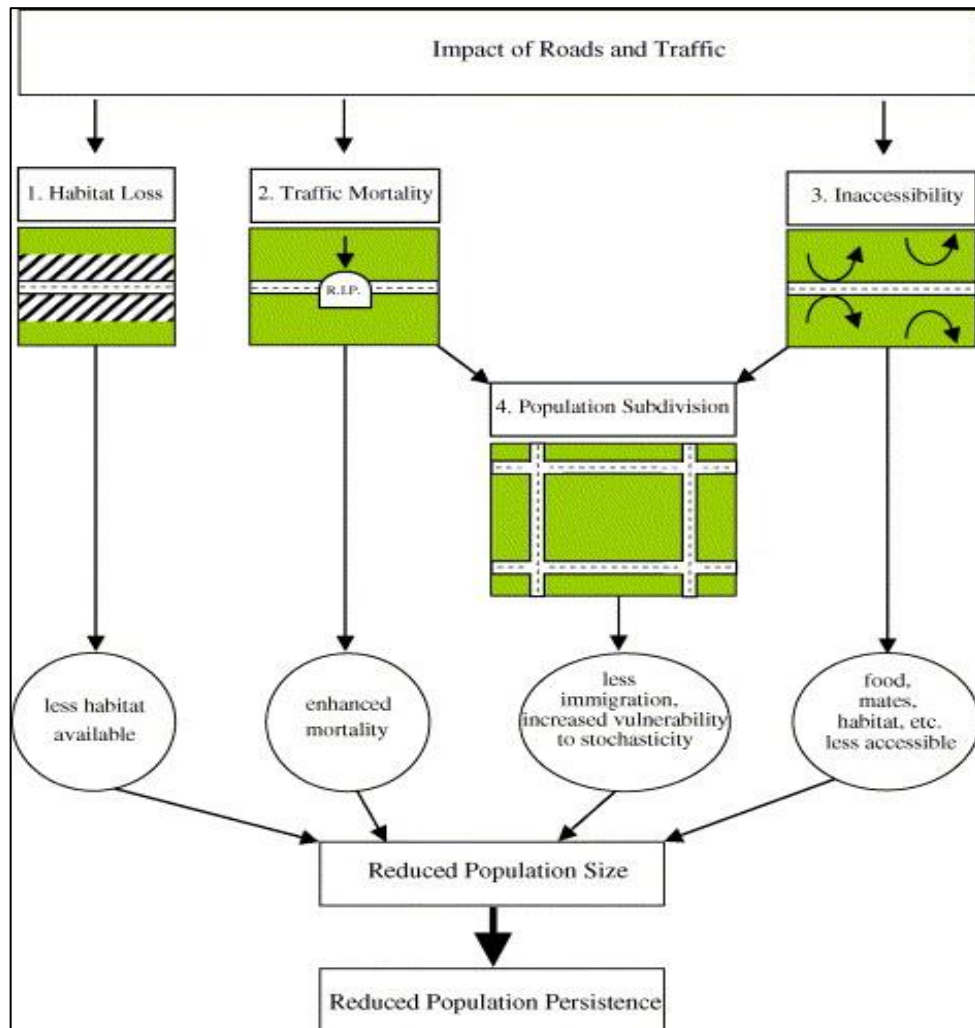 Impact of Roads and Traffic
1. Habitat Loss
2. Traffic Mortality
3. Inaccessibility
R.I.P.
4. Population Subdivision
less habitat
available
enhanced
mortality
less
immigration,
increased vulnerability
to stochasticity
food,
mates,
habitat, etc.
less accessible
Reduced Population Size
Reduced Population Persistence